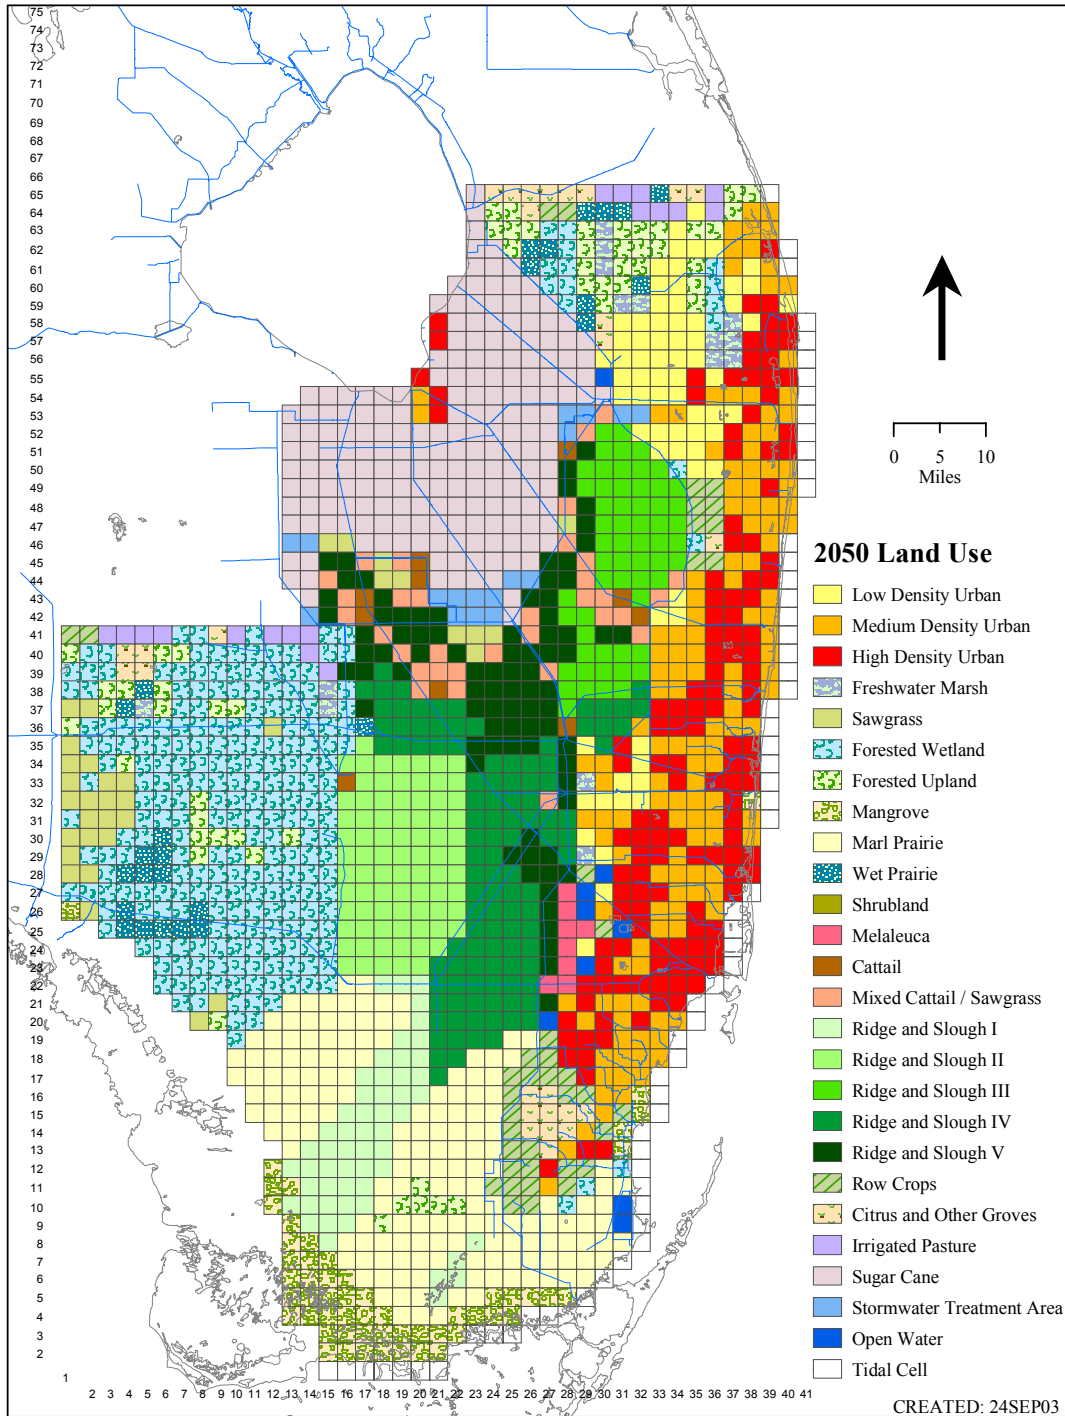 75
74
73
72
71
70
69
68
67
66
65
64
63
62
61
60
59
58
57
56
55
54
53
52
51
50
49
48
47
46
45
44
43
42
41
40
39
38
37
36
35
34
33
32
31
30
29
28
27
26
25
24
23
22
21
20
19
18
17
16
15
14
13
12
11
10
9
8
7
6
5
4
3
2
1
2 3 4 5 6 7 8 9 10 11 12 13 14 15 16 17 18 19 20 21 22 23 24 25 26 27 28 29 30 31 32 33 34 35 36 37 38 39 40 41
0 5 10
Miles
2050 Land Use
Low Density Urban
Medium Density Urban
High Density Urban
Freshwater Marsh
Sawgrass
Forested Wetland
Forested Upland
Mangrove
Marl Prairie
Wet Prairie
Shrubland
Melaleuca
Cattail
Mixed Cattail / Sawgrass
Ridge and Slough I
Ridge and Slough II
Ridge and Slough III
Ridge and Slough IV
Ridge and Slough V
Row Crops
Citrus and Other Groves
Irrigated Pasture
Sugar Cane
Stormwater Treatment Area
Open Water
Tidal Cell
CREATED: 24SEP03